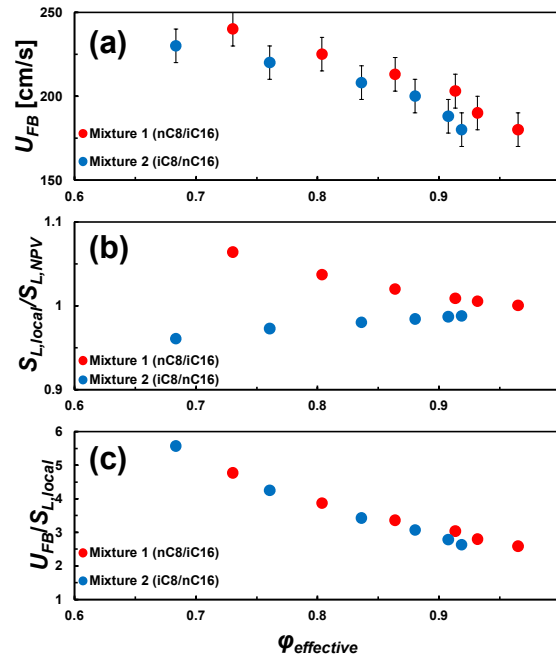 250
(a)
200
U_FB [cm/s]
Mixture 1 (nC8/iC16)
Mixture 2 (iC8/nC16)
150
0.6 0.7 0.8 0.9
1.1
(b)
S_L,local/S_L,NPV
1
Mixture 1 (nC8/iC16)
Mixture 2 (iC8/nC16)
0.9
0.6 0.7 0.8 0.9
6
(c)
5
4
U_FB/S_L,local
3
Mixture 1 (nC8/iC16)
2
Mixture 2 (iC8/nC16)
1
0.6 0.7 0.8 0.9
φ_effective